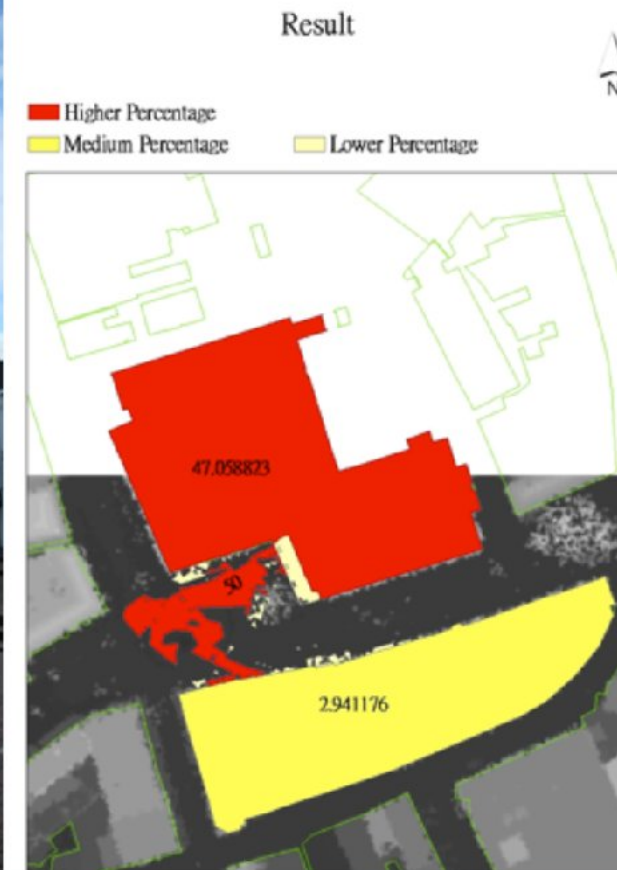 Result
N
Higher Percentage
Medium Percentage
Lower Percentage
47.058823
50
2.941176